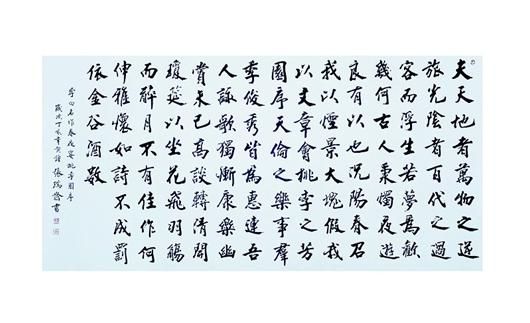 夫天地者萬物之逆
旅光陰者百代之過
客而浮生若夢為歡
幾何古人秉燭夜遊
良有以也況陽春召
我以煙景大塊假我
以文章會桃李之芳
園序天倫之樂事羣
季俊秀皆為惠連吾
人詠歌獨慚康樂幽
賞未已高談轉清開
瓊筵以坐花飛羽觴
而醉月不有佳作何
伸雅懷如詩不成罰
依金谷酒數
李白名作春夜宴桃李園序
歲次丁亥年 張瑞 書